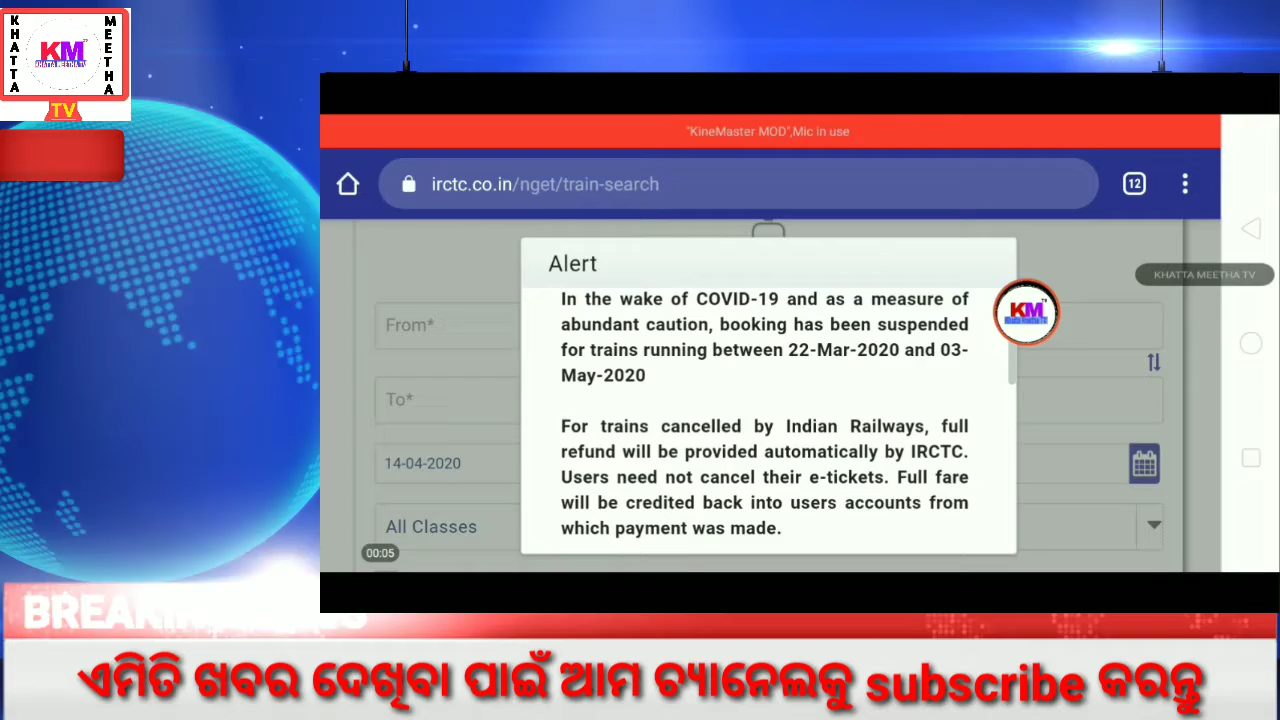 KHATTA
MEETHA
KM
KHATTA MEETHA TV
TV
"KineMaster MOD",Mic in use
irctc.co.in/nget/train-search
12
Alert
KHATTA MEETHA TV
In the wake of COVID-19 and as a measure of
abundant caution, booking has been suspended
for trains running between 22-Mar-2020 and 03-
May-2020
KM
From*
To*
For trains cancelled by Indian Railways, full
refund will be provided automatically by IRCTC.
Users need not cancel their e-tickets. Full fare
will be credited back into users accounts from
which payment was made.
14-04-2020
All Classes
00:05
ଏମିତି ଖବର ଦେଖିବା ପାଇଁ ଆମ ଚ୍ୟାନେଲକୁ subscribe କରନ୍ତୁ